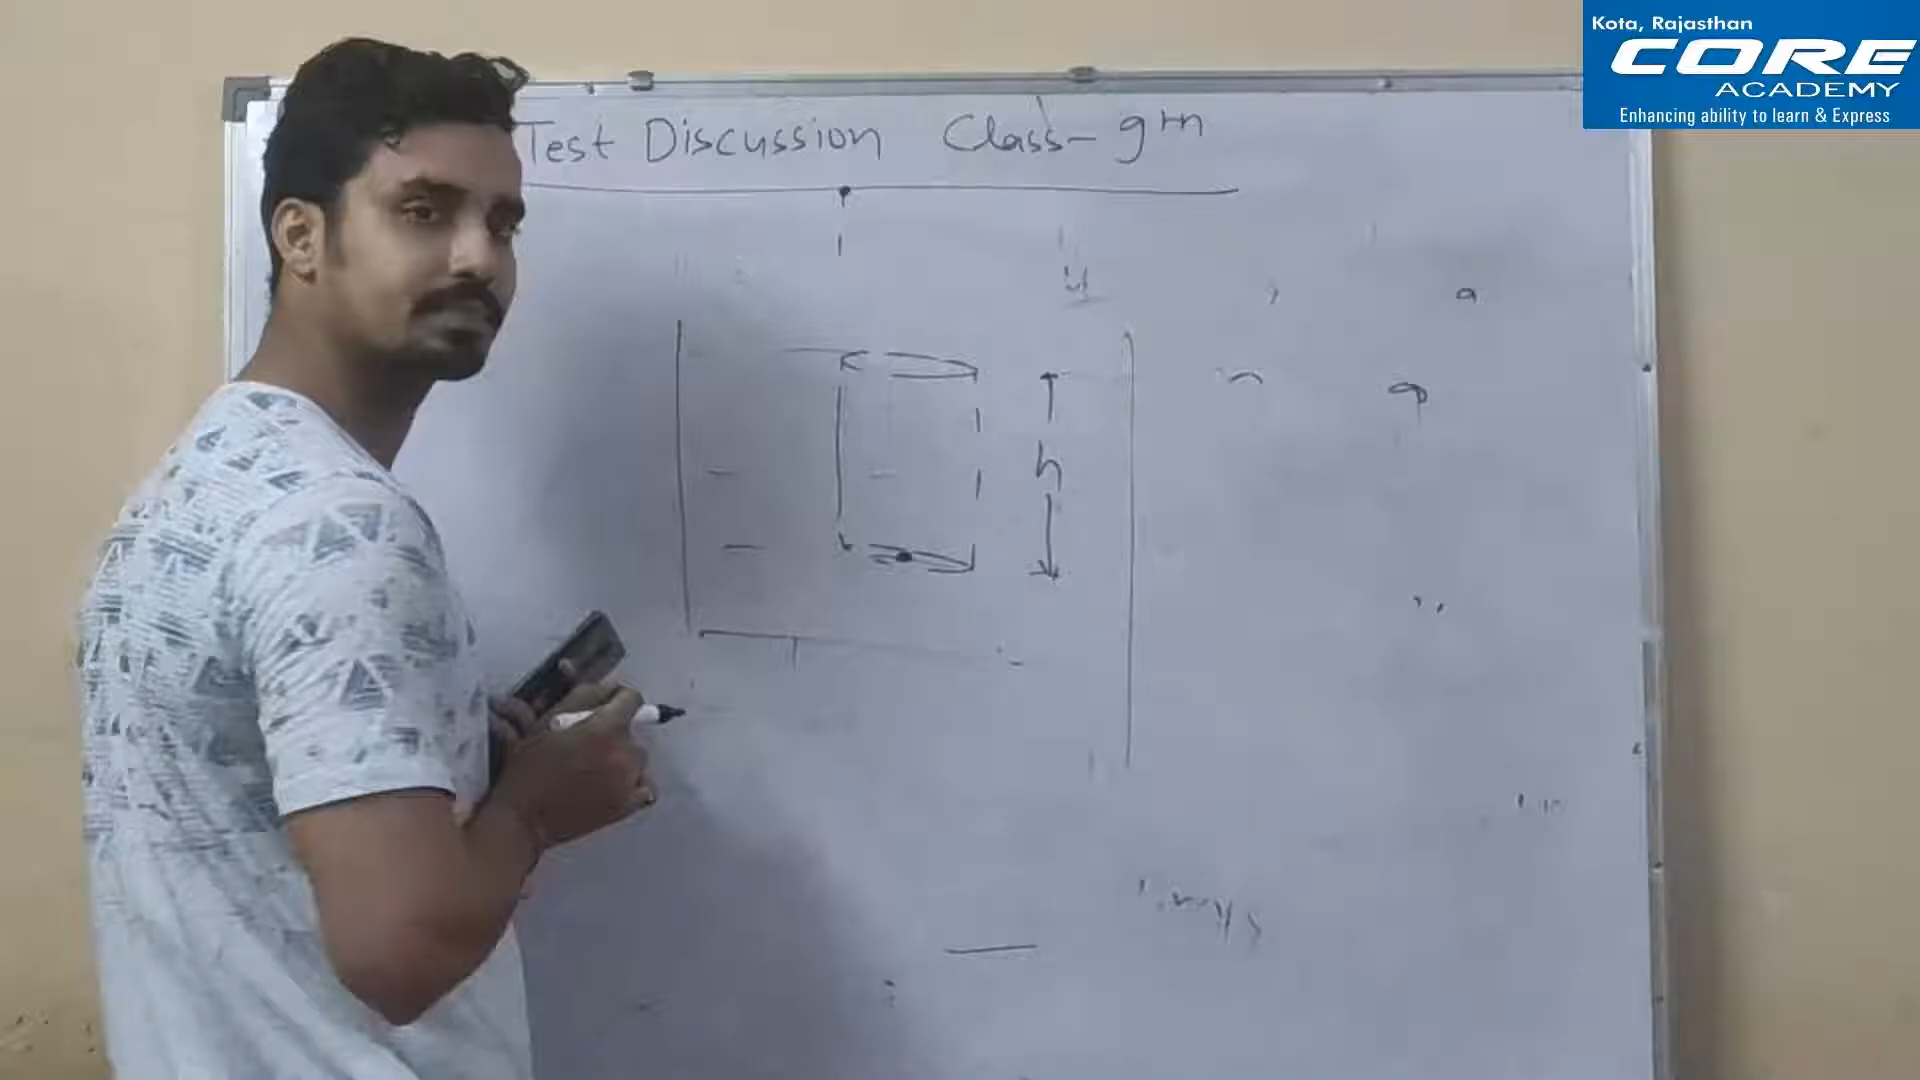 Kota, Rajasthan
CORE
ACADEMY
Enhancing ability to learn & Express
Test Discussion Class- 9th
h